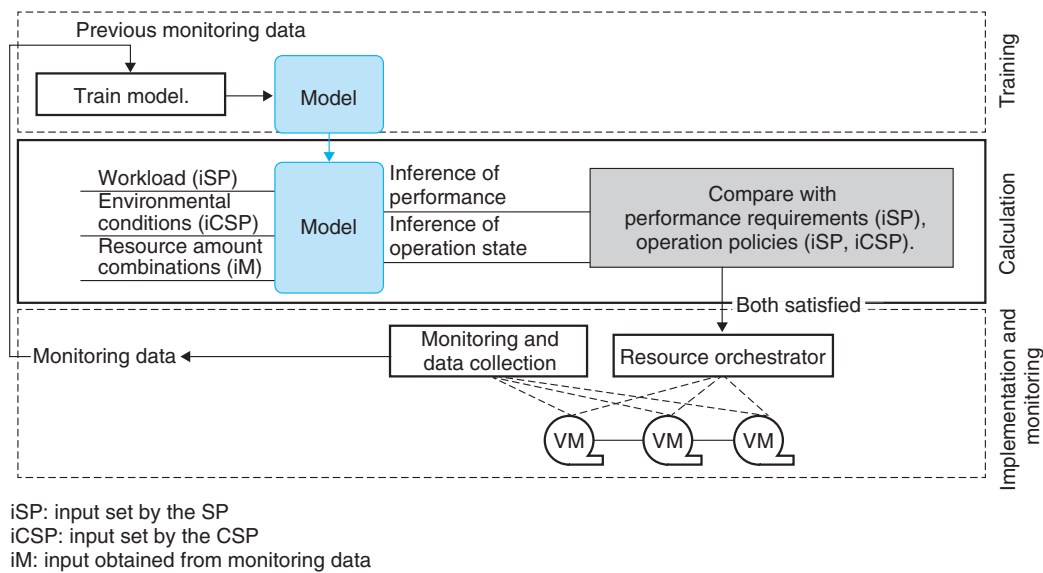 Previous monitoring data
Train model.
Model
Training
Workload (iSP)
Environmental
conditions (iCSP)
Resource amount
combinations (iM)
Model
Inference of
performance
Inference of
operation state
Compare with
performance requirements (iSP),
operation policies (iSP, iCSP).
Calculation
Both satisfied
Monitoring data
Monitoring and
data collection
Resource orchestrator
VM
VM
VM
Implementation and
monitoring
iSP: input set by the SP
iCSP: input set by the CSP
iM: input obtained from monitoring data